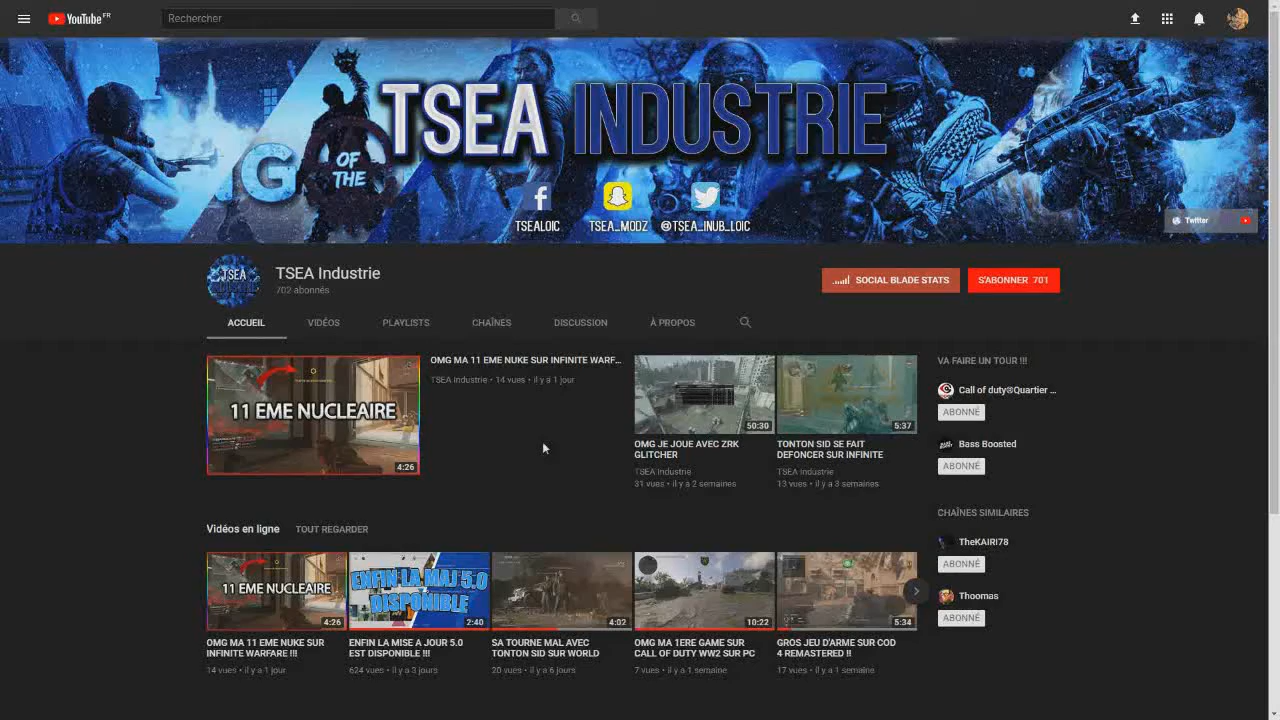 YouTube FR
Rechercher
TSEA INDUSTRIE
OF
THE
TSEALOIC
TSEA_MODZ
@TSEA_INUB_LOIC
Twitter
TSEA
INDUSTRIE
TSEA Industrie
702 abonnés
SOCIAL BLADE STATS
S'ABONNER 701
ACCUEIL
VIDÉOS
PLAYLISTS
CHAÎNES
DISCUSSION
À PROPOS
11 EME NUCLEAIRE
4:26
OMG MA 11 EME NUKE SUR INFINITE WARF...
TSEA Industrie • 14 vues • il y a 1 jour
50:30
OMG JE JOUE AVEC ZRK
GLITCHER
TSEA Industrie
31 vues • il y a 2 semaines
5:37
TONTON SID SE FAIT
DEFONCER SUR INFINITE
TSEA Industrie
13 vues • il y a 3 semaines
VA FAIRE UN TOUR !!!
Call of duty®Quartier ...
ABONNÉ
Bass Boosted
ABONNÉ
CHAÎNES SIMILAIRES
TheKAIRI78
ABONNÉ
Thoomas
ABONNÉ
Vidéos en ligne
TOUT REGARDER
11 EME NUCLEAIRE
4:26
OMG MA 11 EME NUKE SUR
INFINITE WARFARE !!!
14 vues • il y a 1 jour
ENFIN LA MAJ 5.0
DISPONIBLE
2:40
ENFIN LA MISE A JOUR 5.0
EST DISPONIBLE !!!
624 vues • il y a 3 jours
4:02
SA TOURNE MAL AVEC
TONTON SID SUR WORLD
20 vues • il y a 6 jours
10:22
OMG MA 1ERE GAME SUR
CALL OF DUTY WW2 SUR PC
7 vues • il y a 1 semaine
5:34
GROS JEU D'ARME SUR COD
4 REMASTERED !!
17 vues • il y a 1 semaine